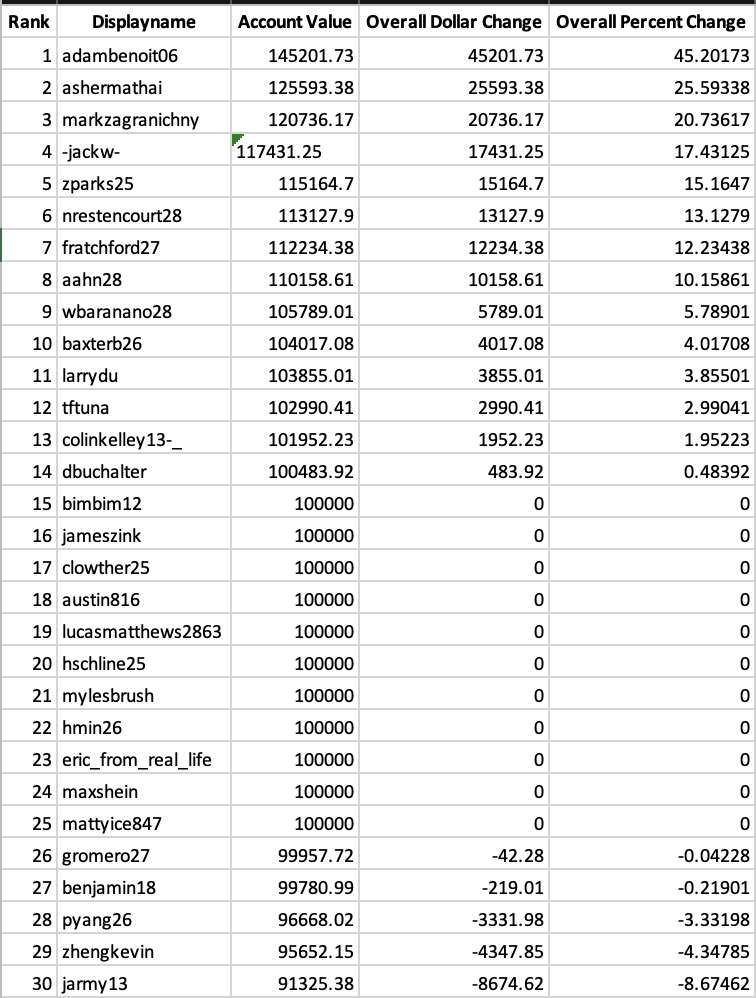 Rank Displayname Account Value Overall Dollar Change Overall Percent Change
1 adambenoit06 145201.73 45201.73 45.20173
2 ashermathai 125593.38 25593.38 25.59338
3 markzagranichny 120736.17 20736.17 20.73617
4 -jackw- 117431.25 17431.25 17.43125
5 zparks25 115164.7 15164.7 15.1647
6 nrestencourt28 113127.9 13127.9 13.1279
7 fratchford27 112234.38 12234.38 12.23438
8 aahn28 110158.61 10158.61 10.15861
9 wbaranano28 105789.01 5789.01 5.78901
10 baxterb26 104017.08 4017.08 4.01708
11 larrydu 103855.01 3855.01 3.85501
12 tftuna 102990.41 2990.41 2.99041
13 colinkelley13-_ 101952.23 1952.23 1.95223
14 dbuchalter 100483.92 483.92 0.48392
15 bimbim12 100000 0 0
16 jameszink 100000 0 0
17 clowther25 100000 0 0
18 austin816 100000 0 0
19 lucasmatthews2863 100000 0 0
20 hschline25 100000 0 0
21 mylesbrush 100000 0 0
22 hmin26 100000 0 0
23 eric_from_real_life 100000 0 0
24 maxshein 100000 0 0
25 mattyice847 100000 0 0
26 gromero27 99957.72 -42.28 -0.04228
27 benjamin18 99780.99 -219.01 -0.21901
28 pyang26 96668.02 -3331.98 -3.33198
29 zhengkevin 95652.15 -4347.85 -4.34785
30 jarmy13 91325.38 -8674.62 -8.67462